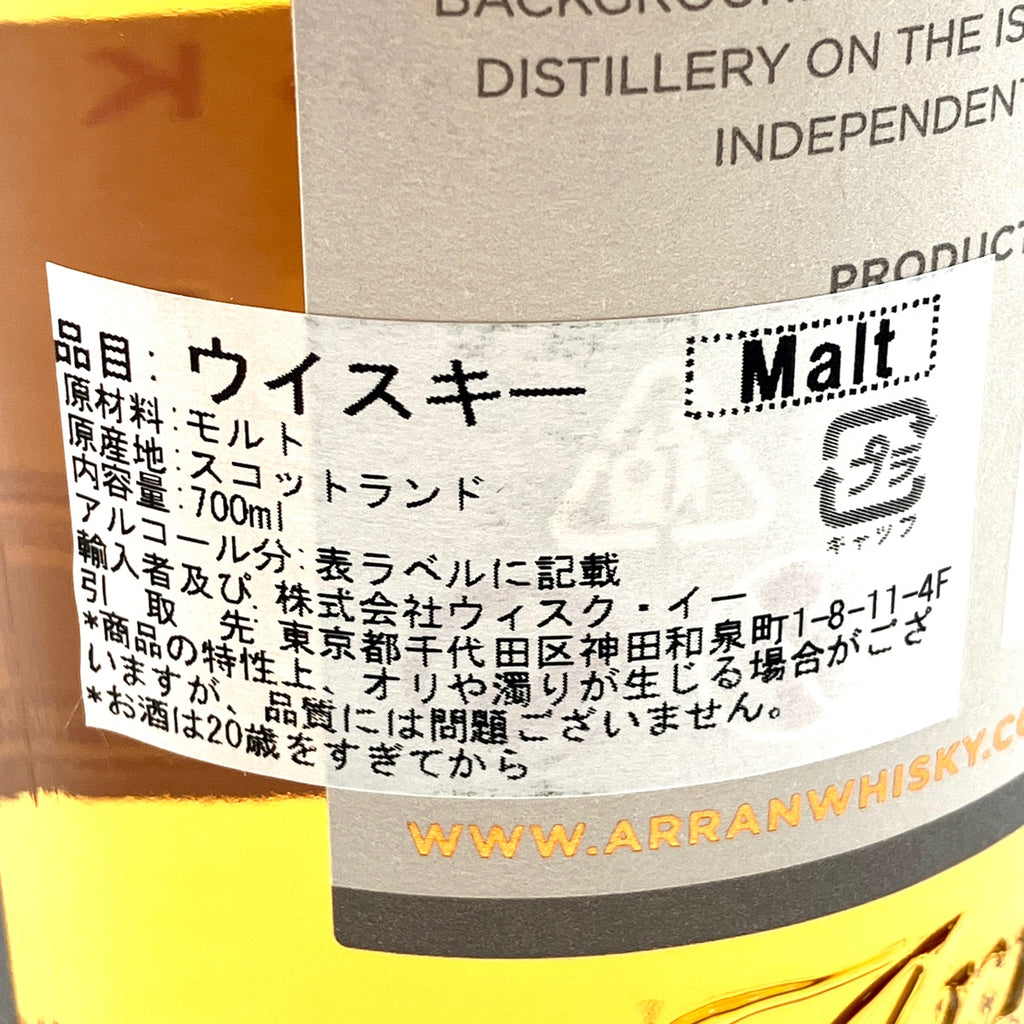 DISTILLERY ON THE
INDEPENDENT
PRODUCT
品目:ウイスキー
Malt
原材料:モルト
原産地:スコットランド
内容量:700ml
アルコール分:表ラベルに記載
輸入者及び:株式会社ウィスク・イー
引取先:東京都千代田区神田和泉町1-8-11-4F
*商品の特性上、オリや濁りが生じる場合がござ
いますが、品質には問題ございません。
*お酒は20歳をすぎてから
プラ
キャップ
WWW.ARRANWHISKY.CO